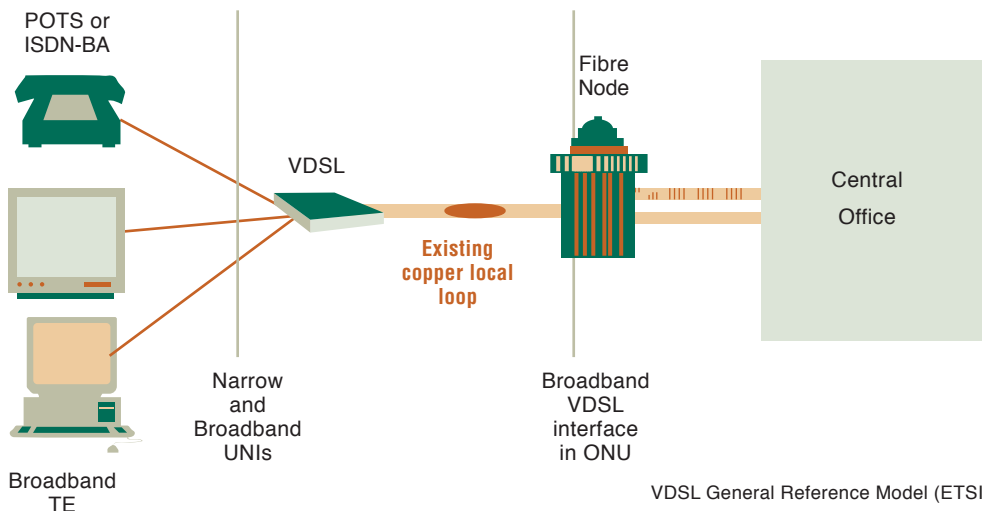 POTS or
ISDN-BA
Fibre
Node
VDSL
Central
Office
Existing
copper local
loop
Narrow
and
Broadband
UNIs
Broadband
VDSL
interface
in ONU
Broadband
TE
VDSL General Reference Model (ETSI